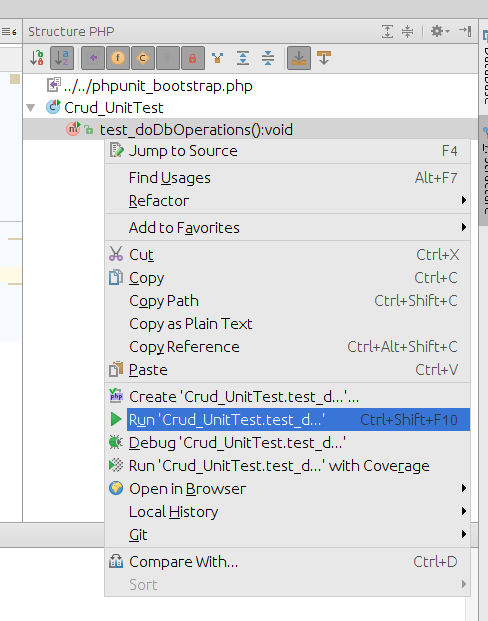 Structure PHP
../../phpunit_bootstrap.php
Crud_UnitTest
test_doDbOperations():void
Jump to Source F4
Find Usages Alt+F7
Refactor
Add to Favorites
Cut Ctrl+X
Copy Ctrl+C
Copy Path Ctrl+Shift+C
Copy as Plain Text
Copy Reference Ctrl+Alt+Shift+C
Paste Ctrl+V
Create 'Crud_UnitTest.test_d...'...
Run 'Crud_UnitTest.test_d...' Ctrl+Shift+F10
Debug 'Crud_UnitTest.test_d...'
Run 'Crud_UnitTest.test_d...' with Coverage
Open in Browser
Local History
Git
Compare With... Ctrl+D
Sort